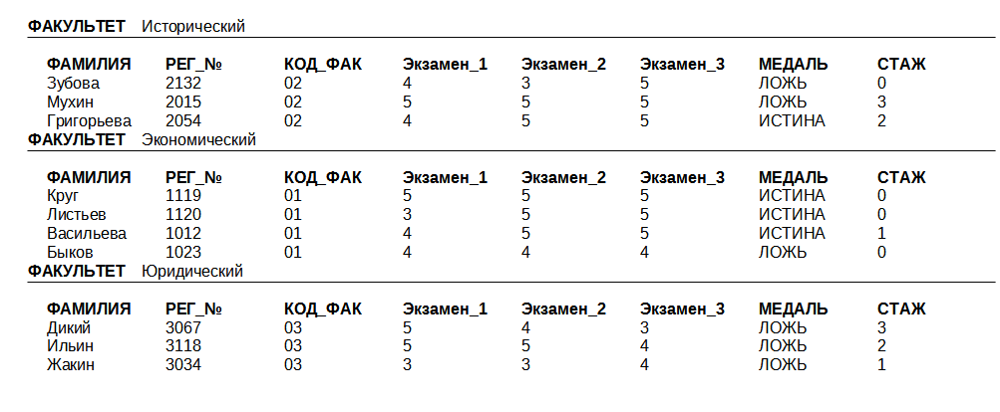 ФАКУЛЬТЕТ Исторический
ФАМИЛИЯ РЕГ_№ КОД_ФАК Экзамен_1 Экзамен_2 Экзамен_3 МЕДАЛЬ СТАЖ
Зубова 2132 02 4 3 5 ЛОЖЬ 0
Мухин 2015 02 5 5 5 ЛОЖЬ 3
Григорьева 2054 02 4 5 5 ИСТИНА 2
ФАКУЛЬТЕТ Экономический
ФАМИЛИЯ РЕГ_№ КОД_ФАК Экзамен_1 Экзамен_2 Экзамен_3 МЕДАЛЬ СТАЖ
Круг 1119 01 5 5 5 ИСТИНА 0
Листьев 1120 01 3 5 5 ИСТИНА 0
Васильева 1012 01 4 5 5 ИСТИНА 1
Быков 1023 01 4 4 4 ЛОЖЬ 0
ФАКУЛЬТЕТ Юридический
ФАМИЛИЯ РЕГ_№ КОД_ФАК Экзамен_1 Экзамен_2 Экзамен_3 МЕДАЛЬ СТАЖ
Дикий 3067 03 5 4 3 ЛОЖЬ 3
Ильин 3118 03 5 5 4 ЛОЖЬ 2
Жакин 3034 03 3 3 4 ЛОЖЬ 1